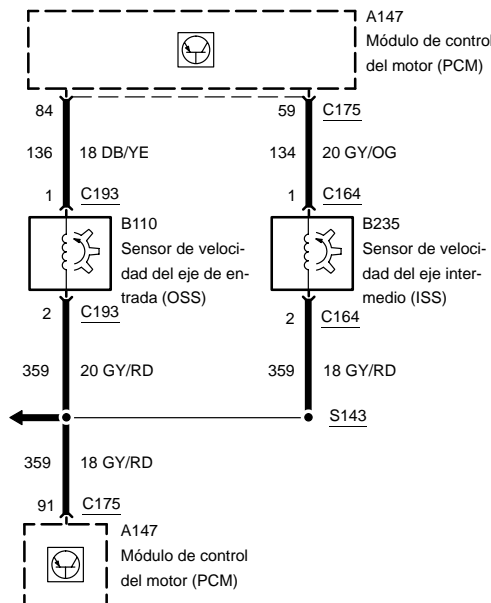 A147
Módulo de control
del motor (PCM)
84
59
C175
136
18 DB/YE
134
20 GY/OG
1
C193
1
C164
B110
Sensor de veloci-
dad del eje de en-
trada (OSS)
B235
Sensor de veloci-
dad del eje inter-
medio (ISS)
2
C193
2
C164
359
20 GY/RD
359
18 GY/RD
S143
359
18 GY/RD
91
C175
A147
Módulo de control
del motor (PCM)